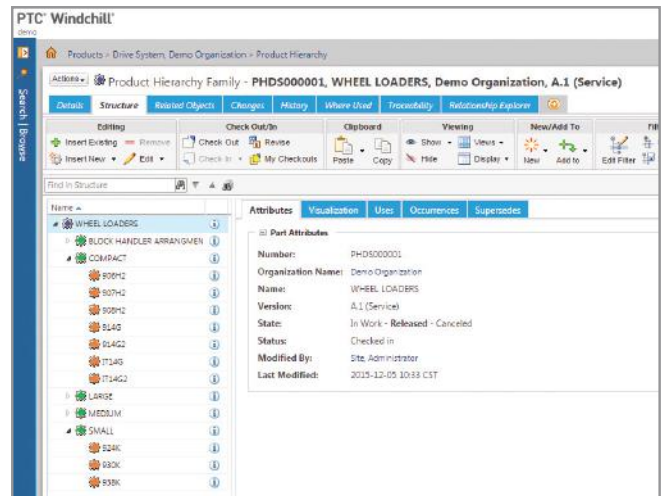 PTC® Windchill®
demo
Products > Drive System, Demo Organization > Product Hierarchy
Actions Product Hierarchy Family - PHDS000001, WHEEL LOADERS, Demo Organization, A.1 (Service)
Search | Browse
Details Structure Related Objects Changes History Where Used Traceability Relationship Explorer
Editing Check Out/In Clipboard Viewing New/Add To
Insert Existing Remove Check Out Revise Show Views
Insert New Edit Check In My Checkouts Paste Copy Hide Display New Add to Edit Filter
Find in Structure
Name Attributes Visualization Uses Occurrences Supersedes
WHEEL LOADERS
Part Attributes
BLOCK HANDLER ARRANGMEN
COMPACT
Number: PHDS000001
906H2
Organization Name: Demo Organization
907H2
Name: WHEEL LOADERS
908H2
Version: A.1 (Service)
914G
State: In Work - Released - Canceled
914G2
Status: Checked in
IT14G
Modified By: Site, Administrator
IT14G2
Last Modified: 2015-12-05 10:33 CST
LARGE
MEDIUM
SMALL
924K
930K
938K